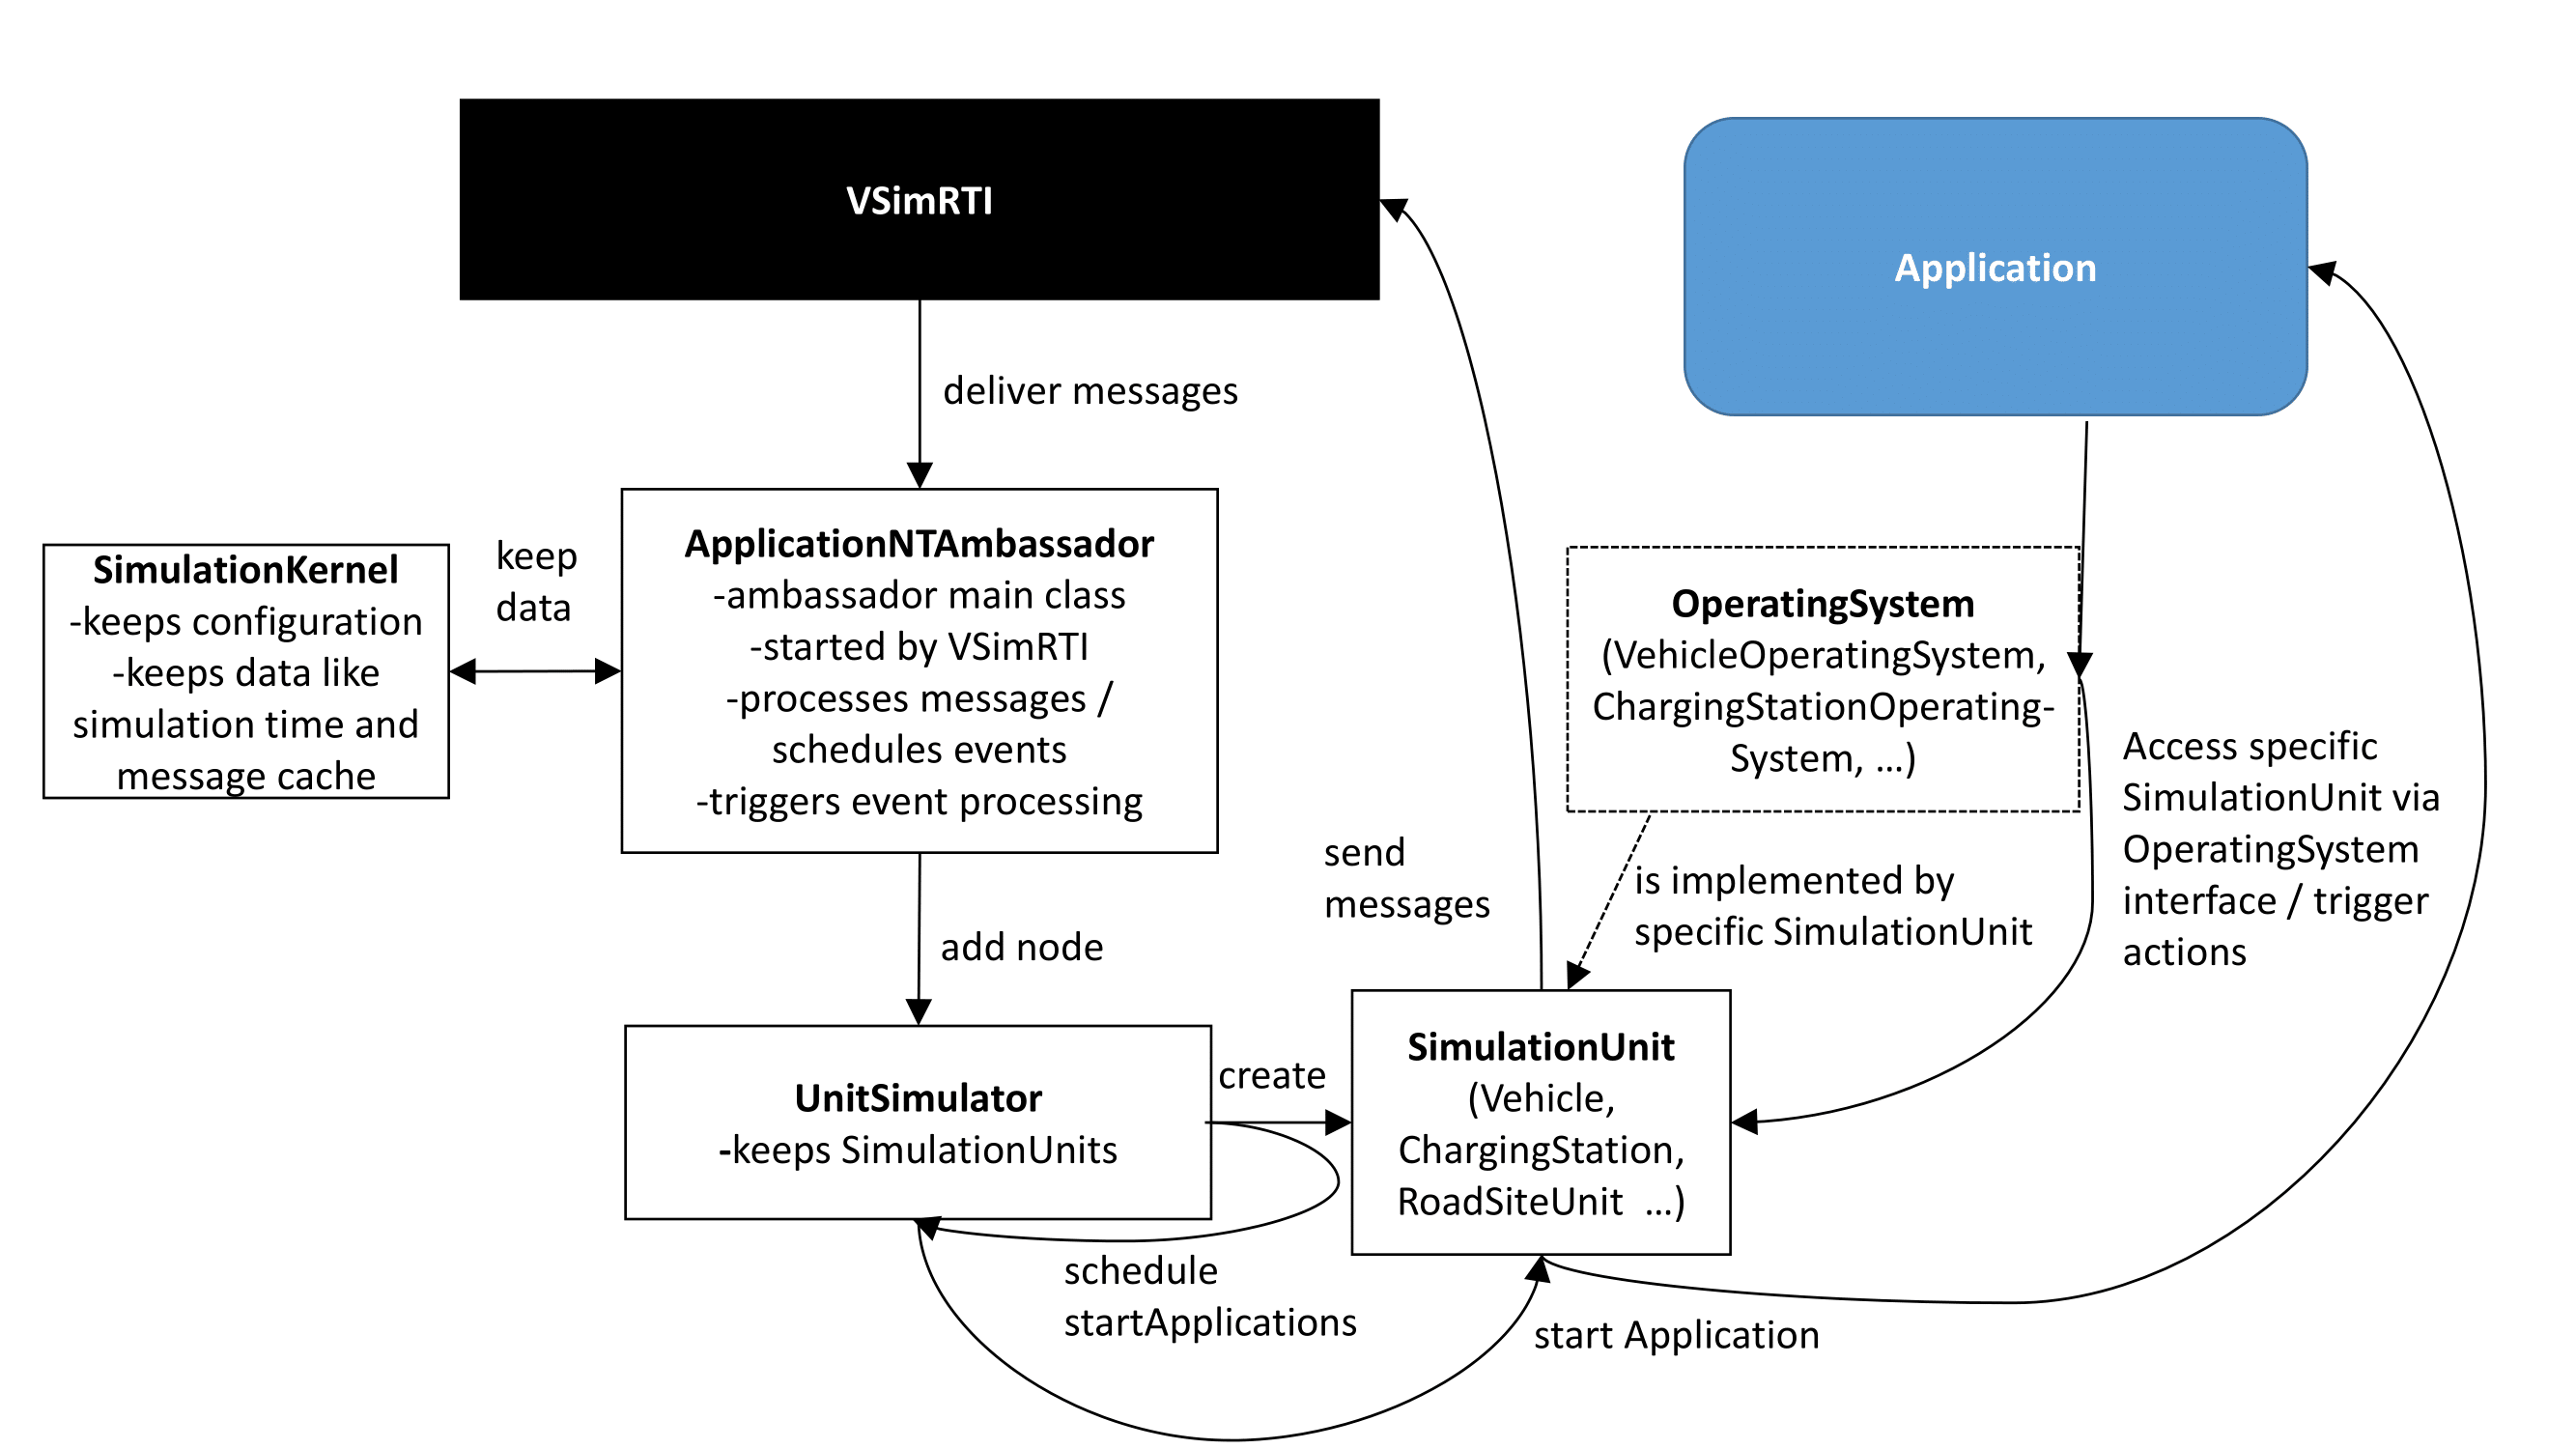 VSimRTI
Application
deliver messages
SimulationKernel
-keeps configuration
-keeps data like
simulation time and
message cache
keep
data
ApplicationNTAmbassador
-ambassador main class
-started by VSimRTI
-processes messages /
schedules events
-triggers event processing
OperatingSystem
(VehicleOperatingSystem,
ChargingStationOperating-
System, ...)
Access specific
SimulationUnit via
OperatingSystem
interface / trigger
actions
send
messages
is implemented by
specific SimulationUnit
add node
UnitSimulator
-keeps SimulationUnits
create
SimulationUnit
(Vehicle,
ChargingStation,
RoadSiteUnit ...)
schedule
startApplications
start Application